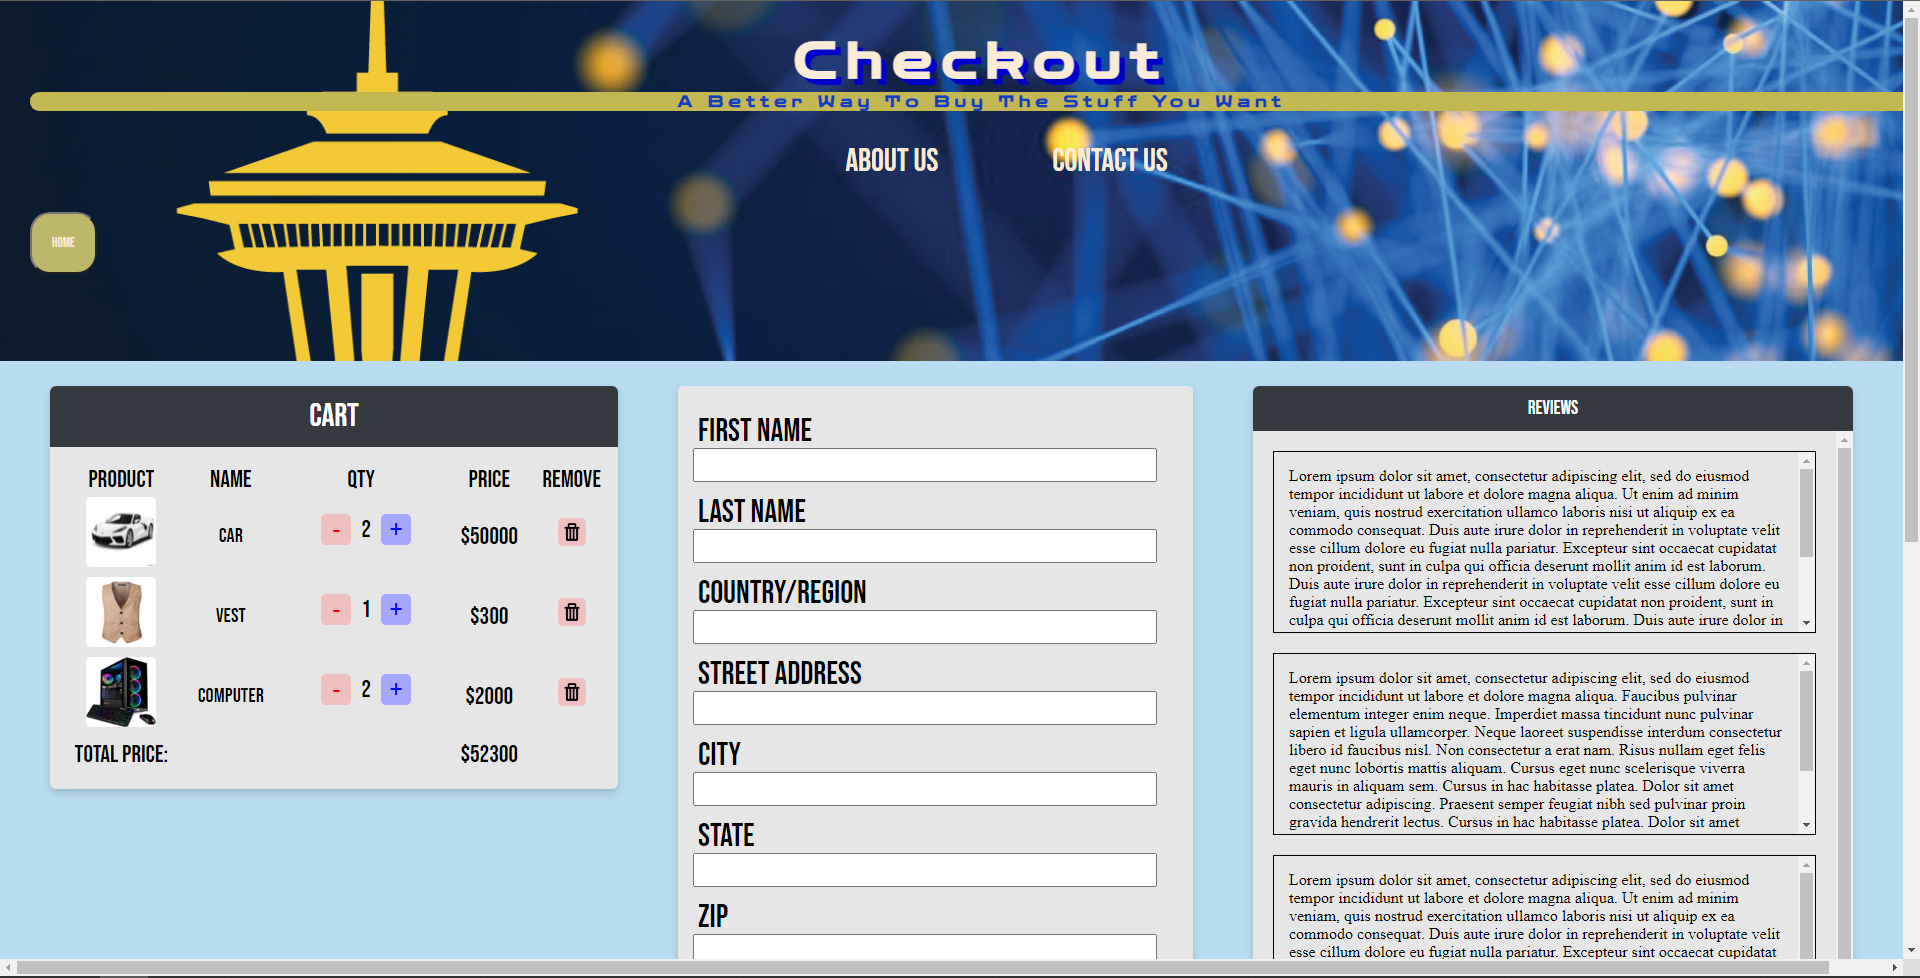 Checkout
A Better Way To Buy The Stuff You Want
ABOUT US
CONTACT US
HOME
CART
PRODUCT NAME QTY PRICE REMOVE
CAR - 2 + $50000
VEST - 1 + $300
COMPUTER - 2 + $2000
TOTAL PRICE: $52300
FIRST NAME
LAST NAME
COUNTRY/REGION
STREET ADDRESS
CITY
STATE
ZIP
REVIEWS
Lorem ipsum dolor sit amet, consectetur adipiscing elit, sed do eiusmod
tempor incididunt ut labore et dolore magna aliqua. Ut enim ad minim
veniam, quis nostrud exercitation ullamco laboris nisi ut aliquip ex ea
commodo consequat. Duis aute irure dolor in reprehenderit in voluptate velit
esse cillum dolore eu fugiat nulla pariatur. Excepteur sint occaecat cupidatat
non proident, sunt in culpa qui officia deserunt mollit anim id est laborum.
Duis aute irure dolor in reprehenderit in voluptate velit esse cillum dolore eu
fugiat nulla pariatur. Excepteur sint occaecat cupidatat non proident, sunt in
culpa qui officia deserunt mollit anim id est laborum. Duis aute irure dolor in
Lorem ipsum dolor sit amet, consectetur adipiscing elit, sed do eiusmod
tempor incididunt ut labore et dolore magna aliqua. Faucibus pulvinar
elementum integer enim neque. Imperdiet massa tincidunt nunc pulvinar
sapien et ligula ullamcorper. Neque laoreet suspendisse interdum consectetur
libero id faucibus nisl. Non consectetur a erat nam. Risus nullam eget felis
eget nunc lobortis mattis aliquam. Cursus eget nunc scelerisque viverra
mauris in aliquam sem. Cursus in hac habitasse platea. Dolor sit amet
consectetur adipiscing. Praesent semper feugiat nibh sed pulvinar proin
gravida hendrerit lectus. Cursus in hac habitasse platea. Dolor sit amet
Lorem ipsum dolor sit amet, consectetur adipiscing elit, sed do eiusmod
tempor incididunt ut labore et dolore magna aliqua. Ut enim ad minim
veniam, quis nostrud exercitation ullamco laboris nisi ut aliquip ex ea
commodo consequat. Duis aute irure dolor in reprehenderit in voluptate velit
esse cillum dolore eu fugiat nulla pariatur. Excepteur sint occaecat cupidatat